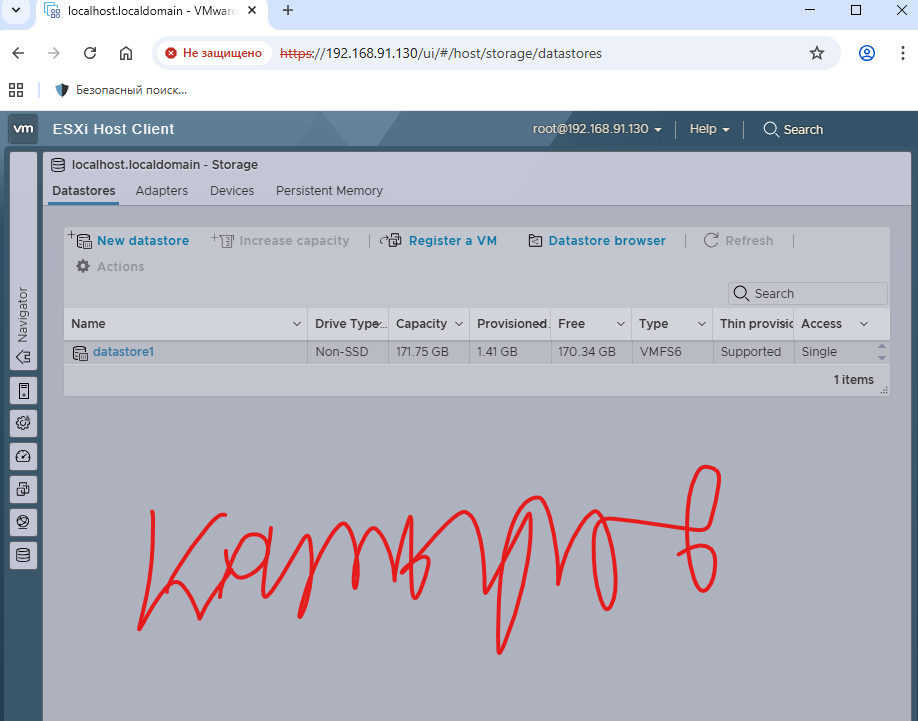 localhost.localdomain - VMware
Не защищено
https://192.168.91.130/ui/#/host/storage/datastores
Безопасный поиск...
vm
ESXi Host Client
root@192.168.91.130
Help
Search
localhost.localdomain - Storage
Datastores Adapters Devices Persistent Memory
Navigator
New datastore Increase capacity Register a VM Datastore browser Refresh
Actions
Search
Name Drive Type... Capacity Provisioned Free Type Thin provisio Access
datastore1 Non-SSD 171.75 GB 1.41 GB 170.34 GB VMFS6 Supported Single
1 items